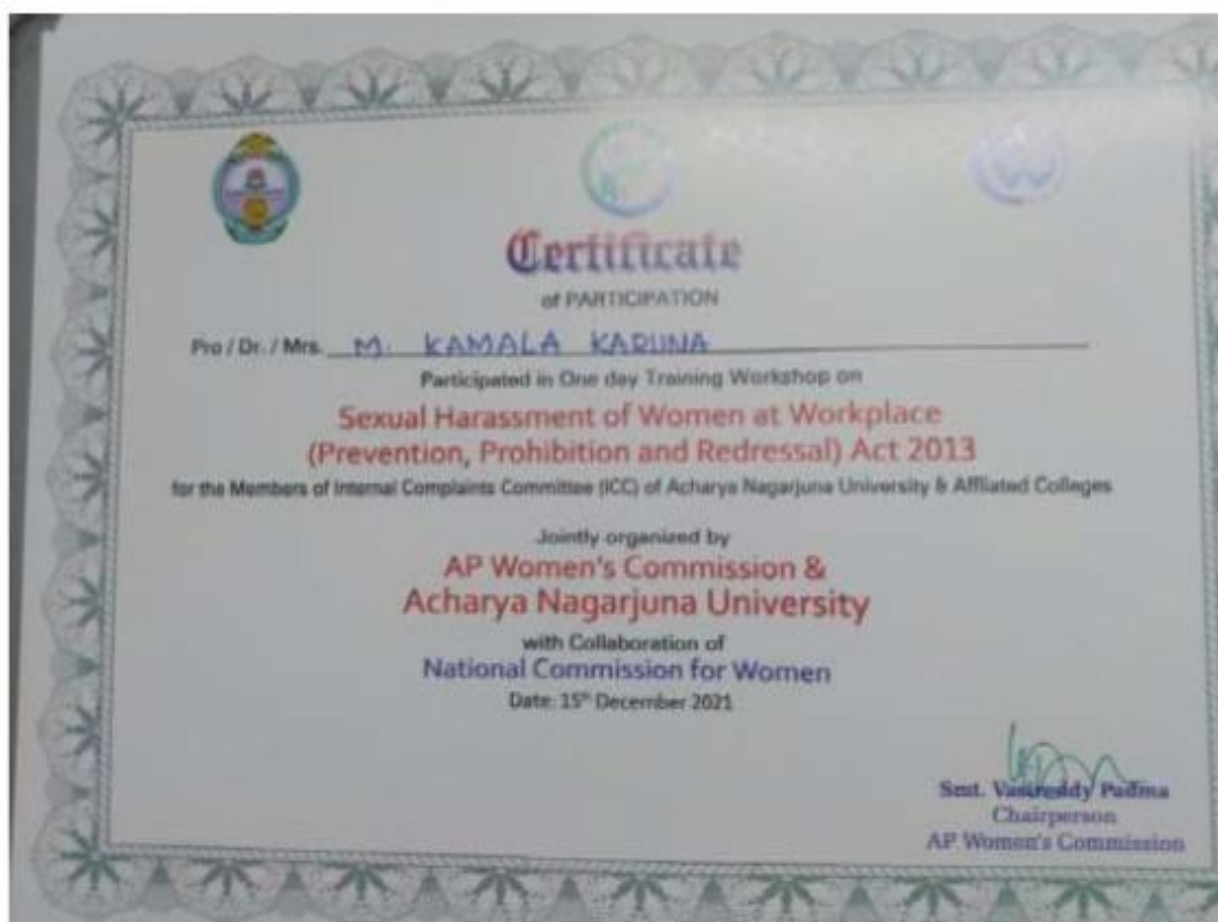 Certificate
of PARTICIPATION
Pro / Dr. / Mrs. M. KAMALA KARUNA
Participated in One day Training Workshop on
Sexual Harassment of Women at Workplace
(Prevention, Prohibition and Redressal) Act 2013
for the Members of Internal Complaints Committee (ICC) of Acharya Nagarjuna University & Affliated Colleges
Jointly organized by
AP Women's Commission &
Acharya Nagarjuna University
with Collaboration of
National Commission for Women
Date: 15th December 2021
Smt. Vasireddy Padma
Chairperson
AP Women's Commission